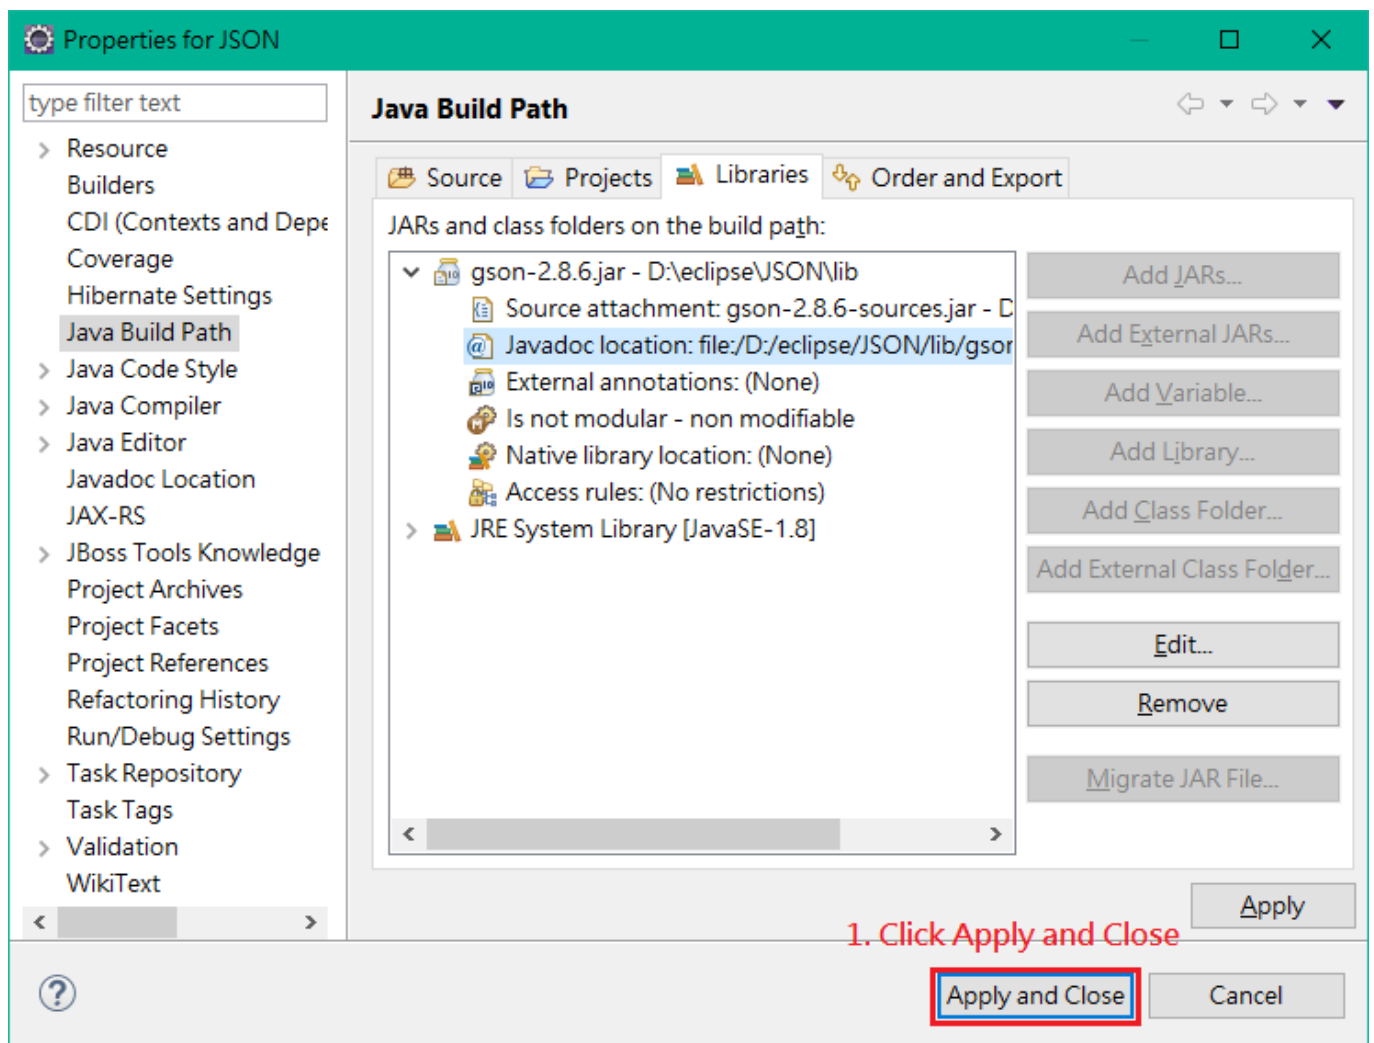 Properties for JSON
type filter text
Resource
Builders
CDI (Contexts and Depe
Coverage
Hibernate Settings
Java Build Path
Java Code Style
Java Compiler
Java Editor
Javadoc Location
JAX-RS
JBoss Tools Knowledge
Project Archives
Project Facets
Project References
Refactoring History
Run/Debug Settings
Task Repository
Task Tags
Validation
WikiText
Java Build Path
Source Projects Libraries Order and Export
JARs and class folders on the build path:
gson-2.8.6.jar - D:\eclipse\JSON\lib
Source attachment: gson-2.8.6-sources.jar - D
Javadoc location: file:/D:/eclipse/JSON/lib/gsor
External annotations: (None)
Is not modular - non modifiable
Native library location: (None)
Access rules: (No restrictions)
JRE System Library [JavaSE-1.8]
Add JARs...
Add External JARs...
Add Variable...
Add Library...
Add Class Folder...
Add External Class Folder...
Edit...
Remove
Migrate JAR File...
Apply
1. Click Apply and Close
Apply and Close
Cancel